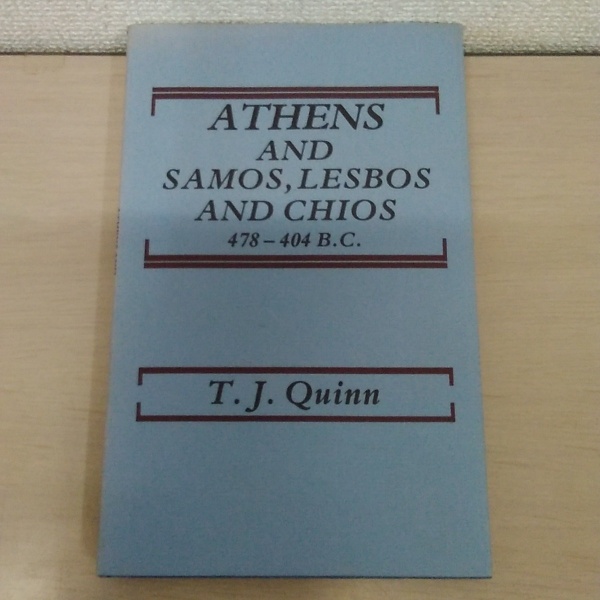 ATHENS
AND
SAMOS, LESBOS
AND CHIOS
478 – 404 B.C.
T. J. Quinn